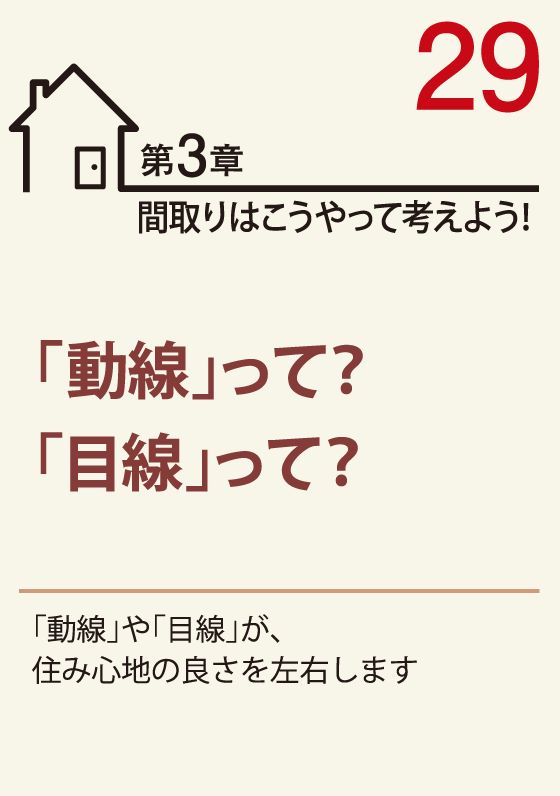 29
第3章
間取りはこうやって考えよう!
「動線」って?
「目線」って?
「動線」や「目線」が、
住み心地の良さを左右します